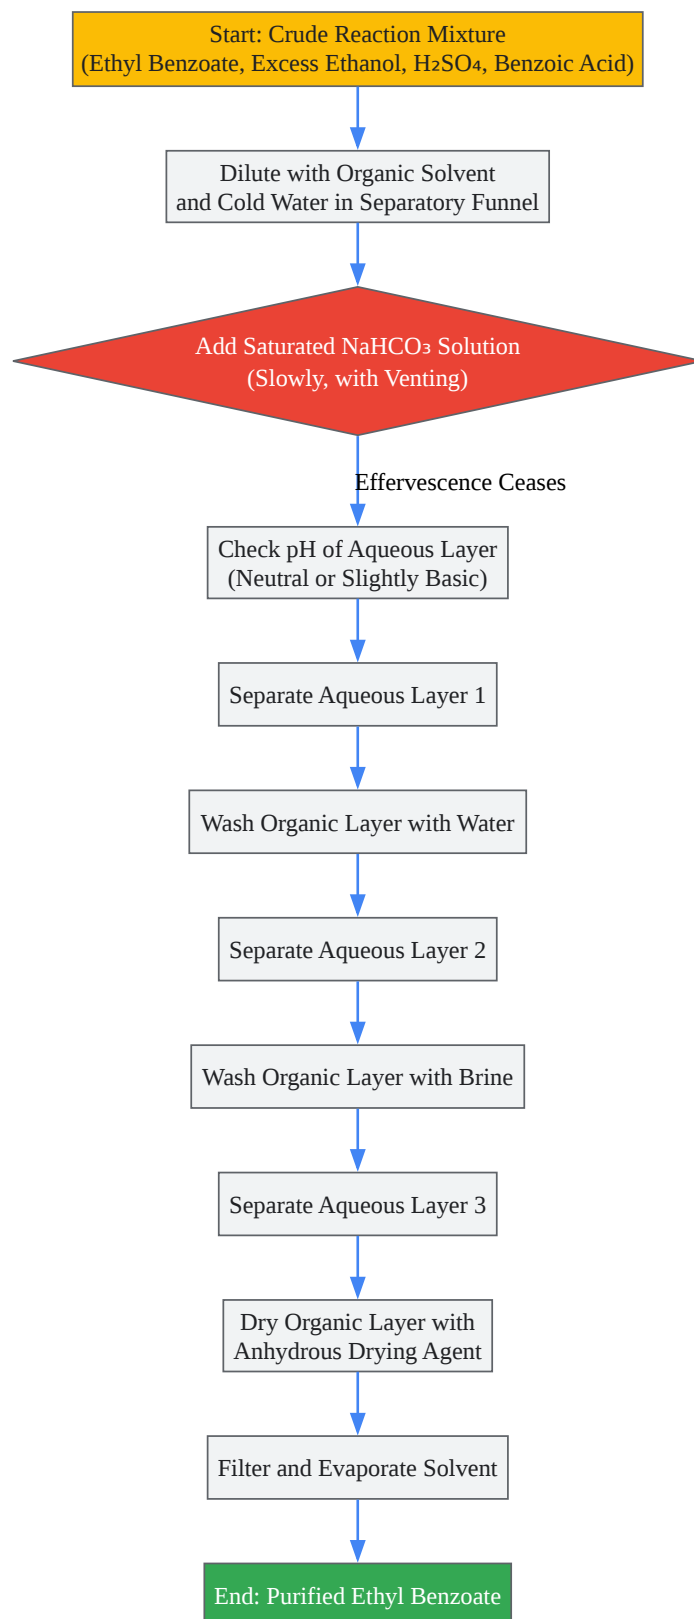 Start: Crude Reaction Mixture
(Ethyl Benzoate, Excess Ethanol, H₂SO₄, Benzoic Acid)
Dilute with Organic Solvent
and Cold Water in Separatory Funnel
Add Saturated NaHCO₃ Solution
(Slowly, with Venting)
Effervescence Ceases
Check pH of Aqueous Layer
(Neutral or Slightly Basic)
Separate Aqueous Layer 1
Wash Organic Layer with Water
Separate Aqueous Layer 2
Wash Organic Layer with Brine
Separate Aqueous Layer 3
Dry Organic Layer with
Anhydrous Drying Agent
Filter and Evaporate Solvent
End: Purified Ethyl Benzoate